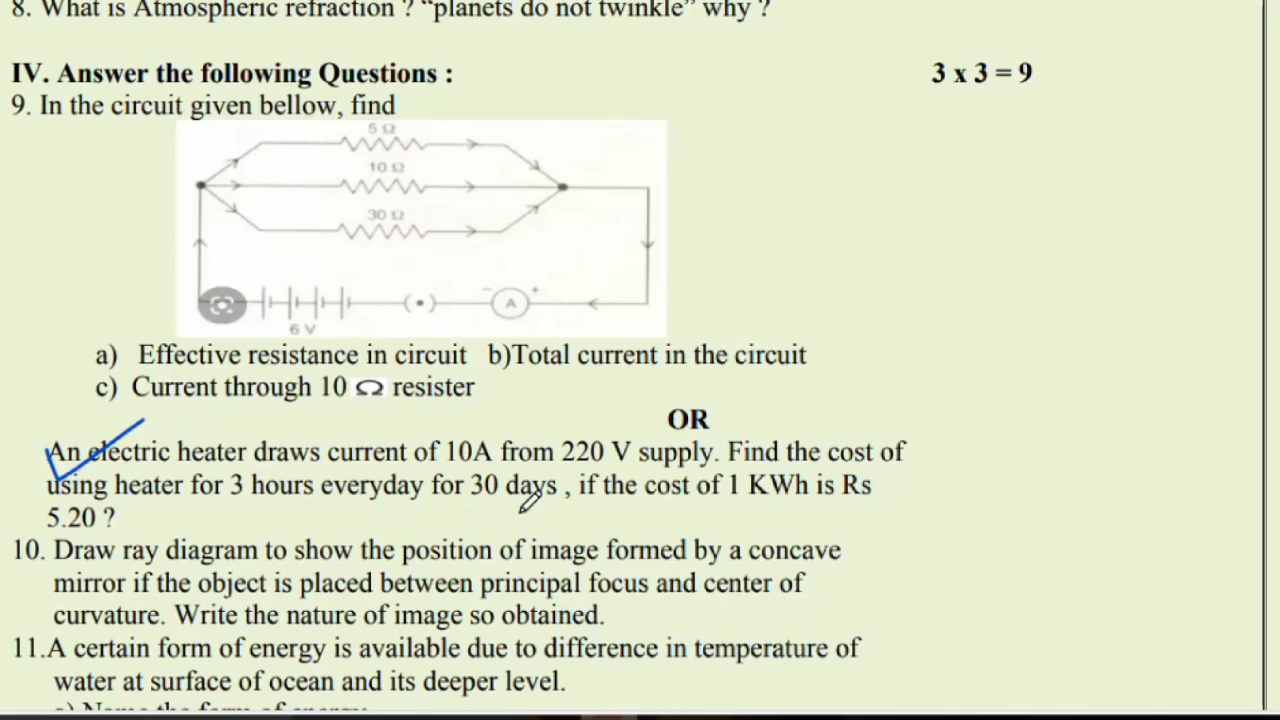 8. What is Atmospheric refraction ? “planets do not twinkle” why ?
IV. Answer the following Questions : 3 x 3 = 9
9. In the circuit given bellow, find
5 Ω
10 Ω
30 Ω
6 V
(•)
- A +
a) Effective resistance in circuit b)Total current in the circuit
c) Current through 10 Ω resister
OR
An electric heater draws current of 10A from 220 V supply. Find the cost of
using heater for 3 hours everyday for 30 days , if the cost of 1 KWh is Rs
5.20 ?
10. Draw ray diagram to show the position of image formed by a concave
mirror if the object is placed between principal focus and center of
curvature. Write the nature of image so obtained.
11.A certain form of energy is available due to difference in temperature of
water at surface of ocean and its deeper level.
a) Name the form of energy